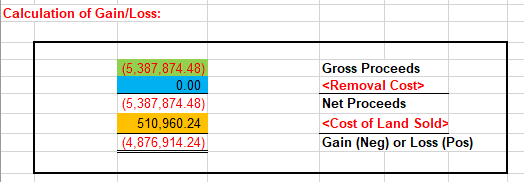 Calculation of Gain/Loss:
(5,387,874.48) Gross Proceeds
0.00 <Removal Cost>
(5,387,874.48) Net Proceeds
510,960.24 <Cost of Land Sold>
(4,876,914.24) Gain (Neg) or Loss (Pos)